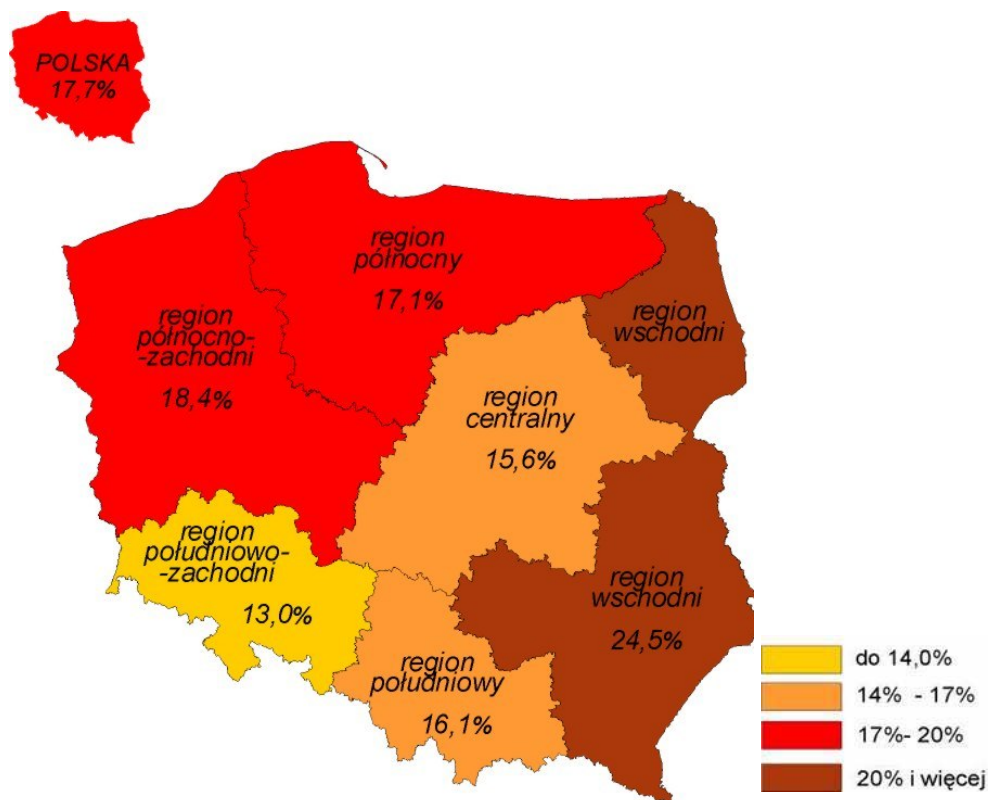 POLSKA
17,7%
region
północny
17,1%
region
północno-
-zachodni
18,4%
region
wschodni
region
centralny
15,6%
region
południowo-
-zachodni
13,0%
region
wschodni
24,5%
region
południowy
16,1%
do 14,0%
14% - 17%
17%- 20%
20% i więcej